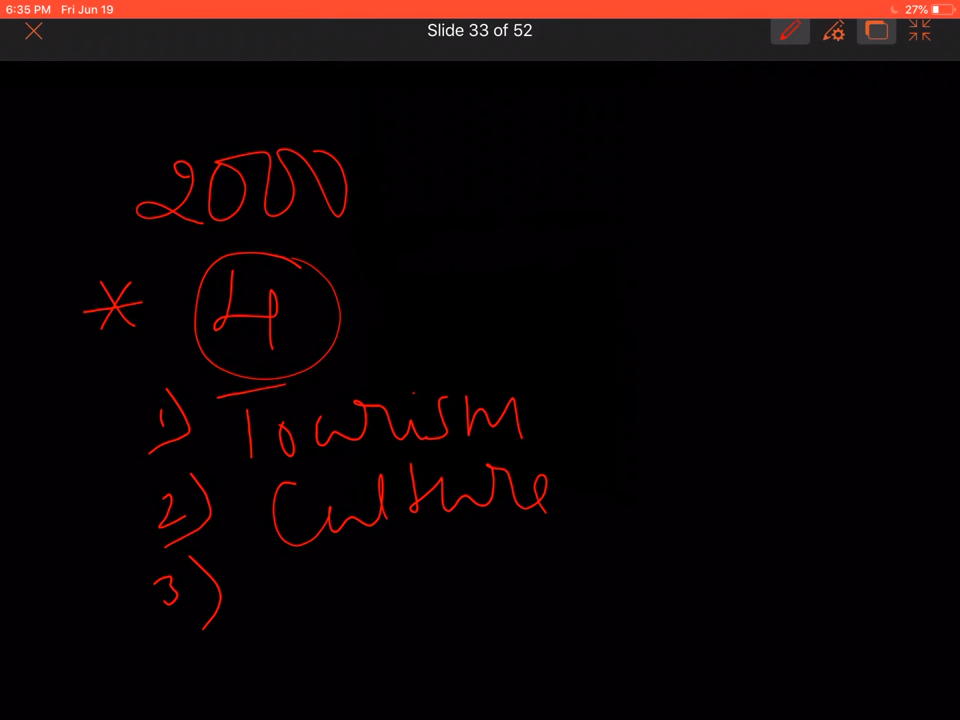 6:35 PM Fri Jun 19 27%
Slide 33 of 52
2000
* 4
1) Tourism
2) Culture
3)